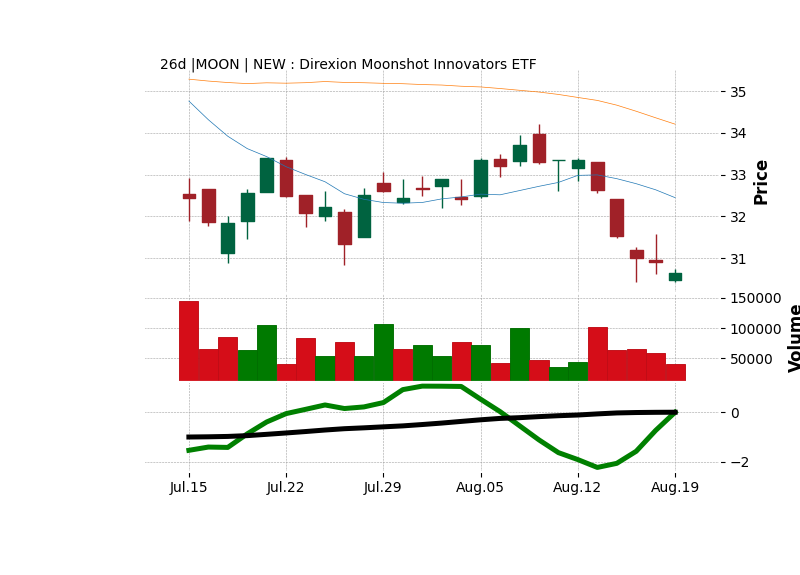 26d |MOON | NEW : Direxion Moonshot Innovators ETF
35
34
33
32
31
Price
150000
100000
50000
Volume
0
−2
Jul.15 Jul.22 Jul.29 Aug.05 Aug.12 Aug.19